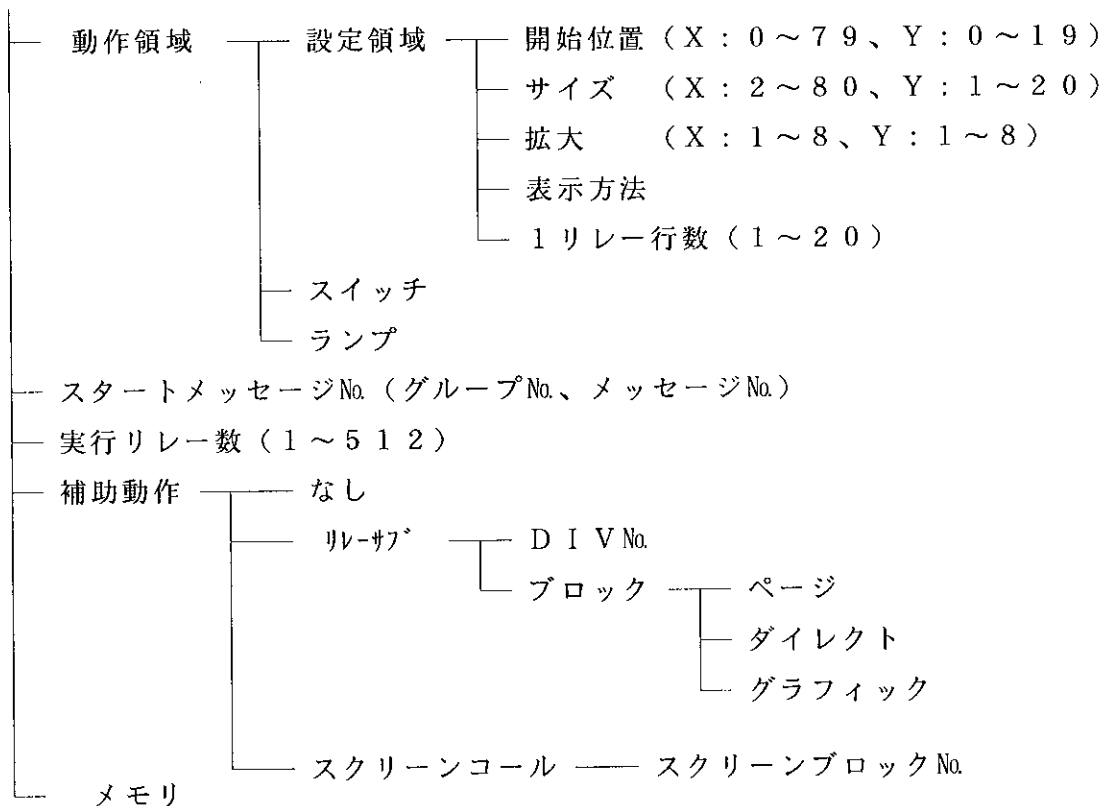 動作領域 設定領域 開始位置（X：0～79、Y：0～19）
サイズ （X：2～80、Y：1～20）
拡大 （X：1～8、Y：1～8）
表示方法
1リレー行数（1～20）
スイッチ
ランプ
スタートメッセージ№（グループ№、メッセージ№）
実行リレー数（1～512）
補助動作 なし
ﾘﾚｰｻﾌﾞ DIV№
ブロック ページ
ダイレクト
グラフィック
スクリーンコール スクリーンブロック№
メモリ